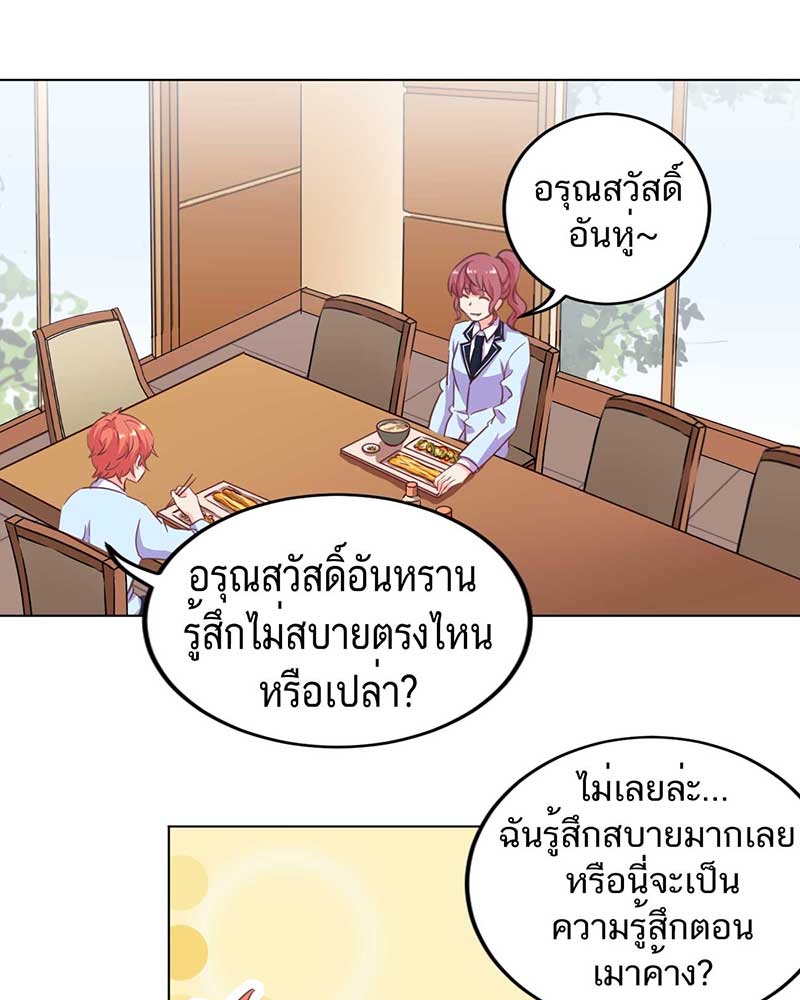 อรุณสวัสดิ์
อันหู่~
อรุณสวัสดิ์อันหราน
รู้สึกไม่สบายตรงไหน
หรือเปล่า?
ไม่เลยล่ะ...
ฉันรู้สึกสบายมากเลย
หรือนี่จะเป็น
ความรู้สึกตอน
เมาค้าง?